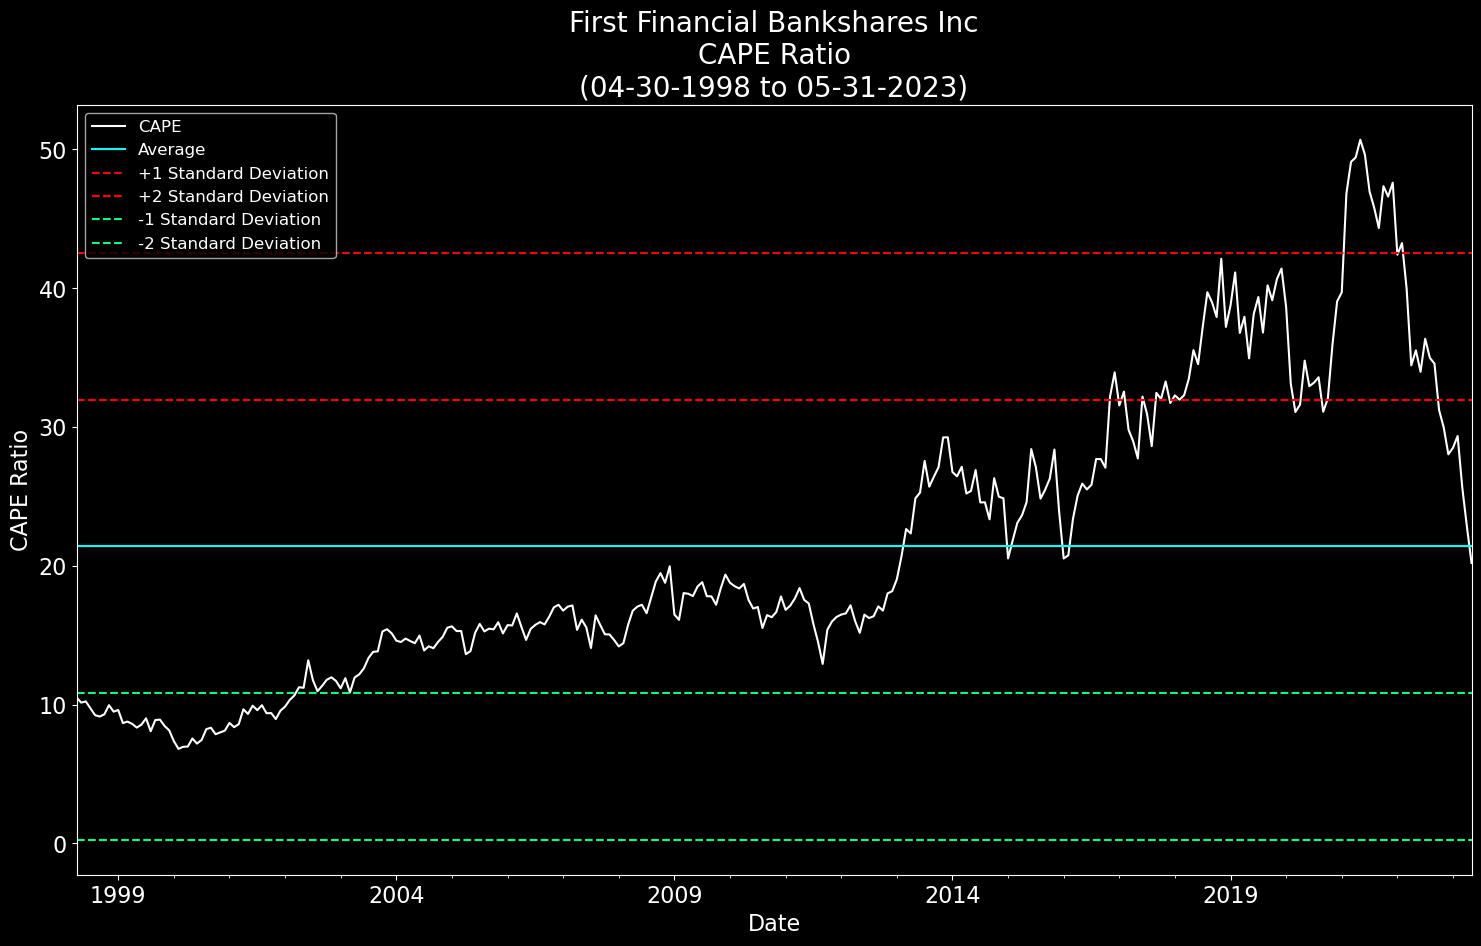 First Financial Bankshares Inc
CAPE Ratio
(04-30-1998 to 05-31-2023)
CAPE
Average
+1 Standard Deviation
+2 Standard Deviation
-1 Standard Deviation
-2 Standard Deviation
CAPE Ratio
50
40
30
20
10
0
1999
2004
2009
2014
2019
Date